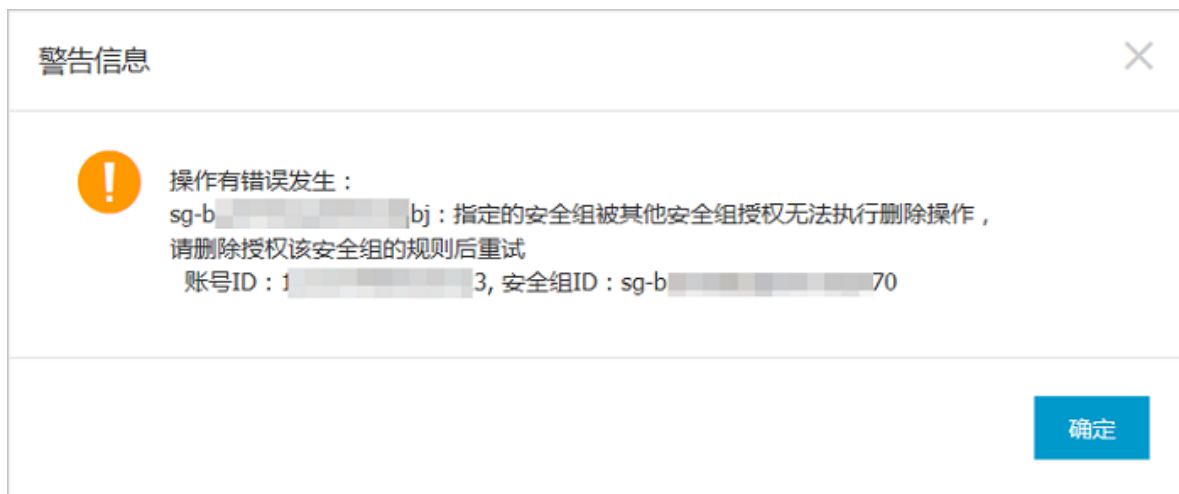 警告信息
操作有错误发生：
sg-b bj：指定的安全组被其他安全组授权无法执行删除操作，
请删除授权该安全组的规则后重试
账号ID： 3, 安全组ID：sg-b 70
确定